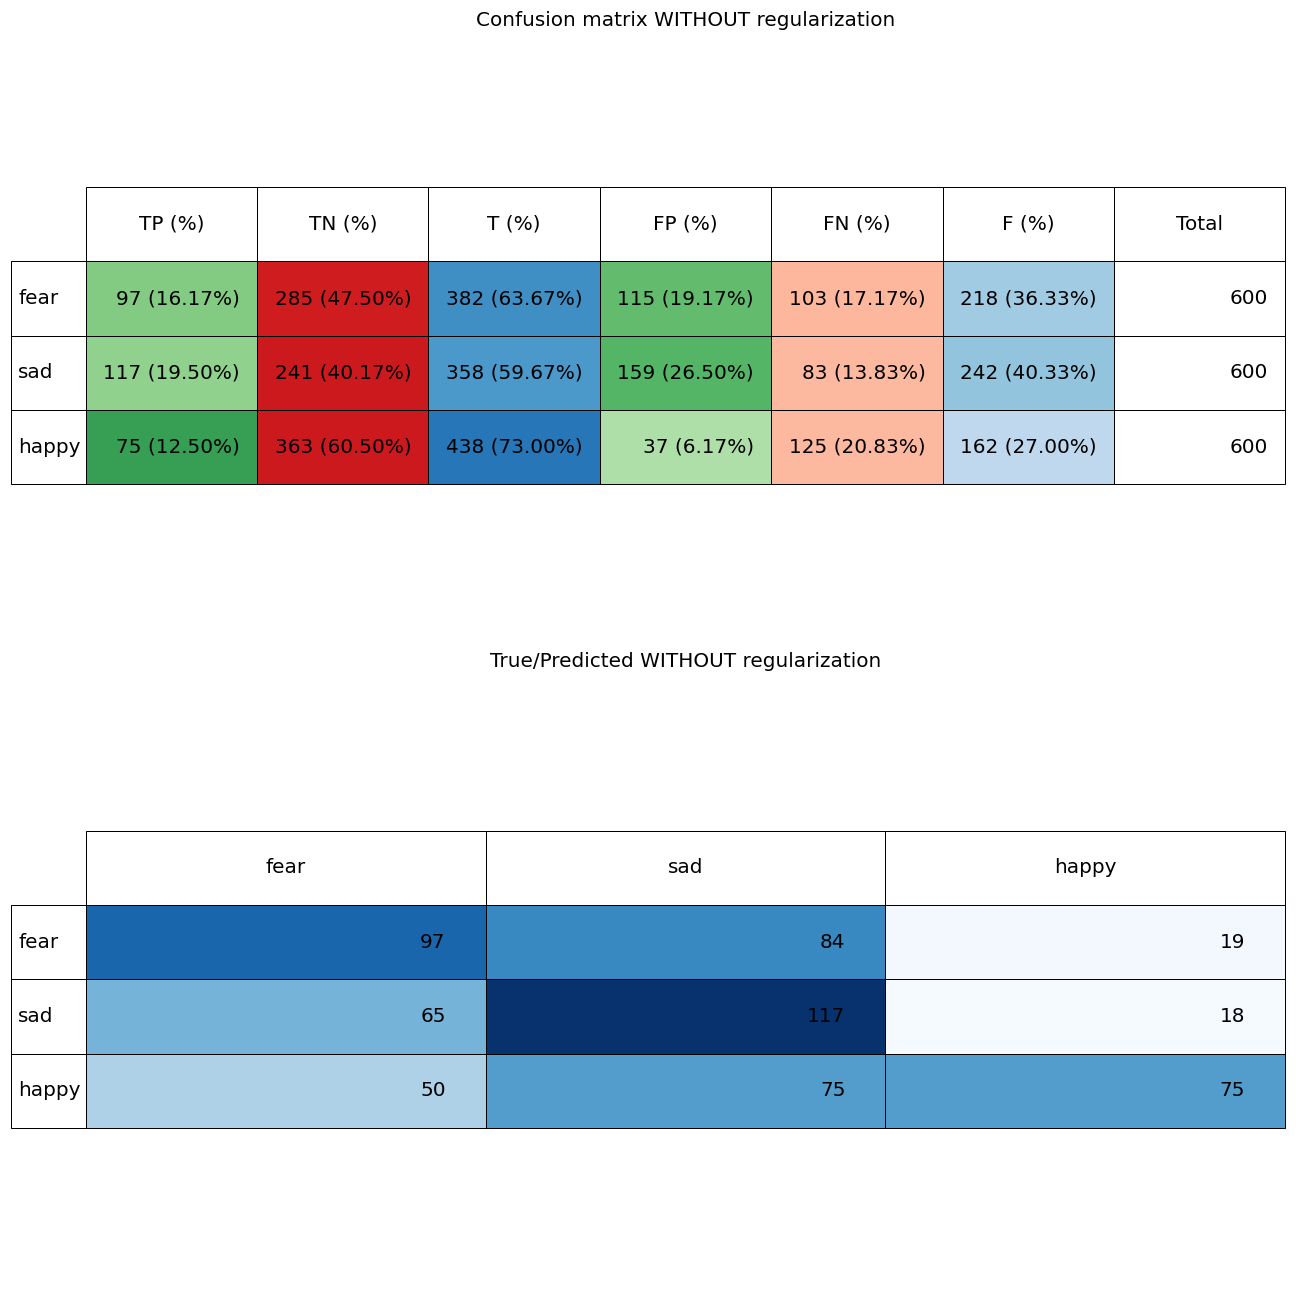 Confusion matrix WITHOUT regularization
TP (%) TN (%) T (%) FP (%) FN (%) F (%) Total
fear 97 (16.17%) 285 (47.50%) 382 (63.67%) 115 (19.17%) 103 (17.17%) 218 (36.33%) 600
sad 117 (19.50%) 241 (40.17%) 358 (59.67%) 159 (26.50%) 83 (13.83%) 242 (40.33%) 600
happy 75 (12.50%) 363 (60.50%) 438 (73.00%) 37 (6.17%) 125 (20.83%) 162 (27.00%) 600
True/Predicted WITHOUT regularization
fear sad happy
fear 97 84 19
sad 65 117 18
happy 50 75 75